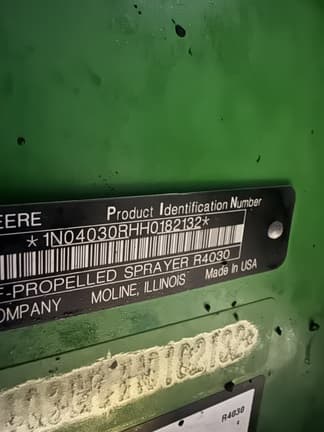 EERE Product Identification Number
*1N04030RHH0182132*
F-PROPELLED SPRAYER R4030
OMPANY MOLINE, ILLINOIS Made In USA
R4030